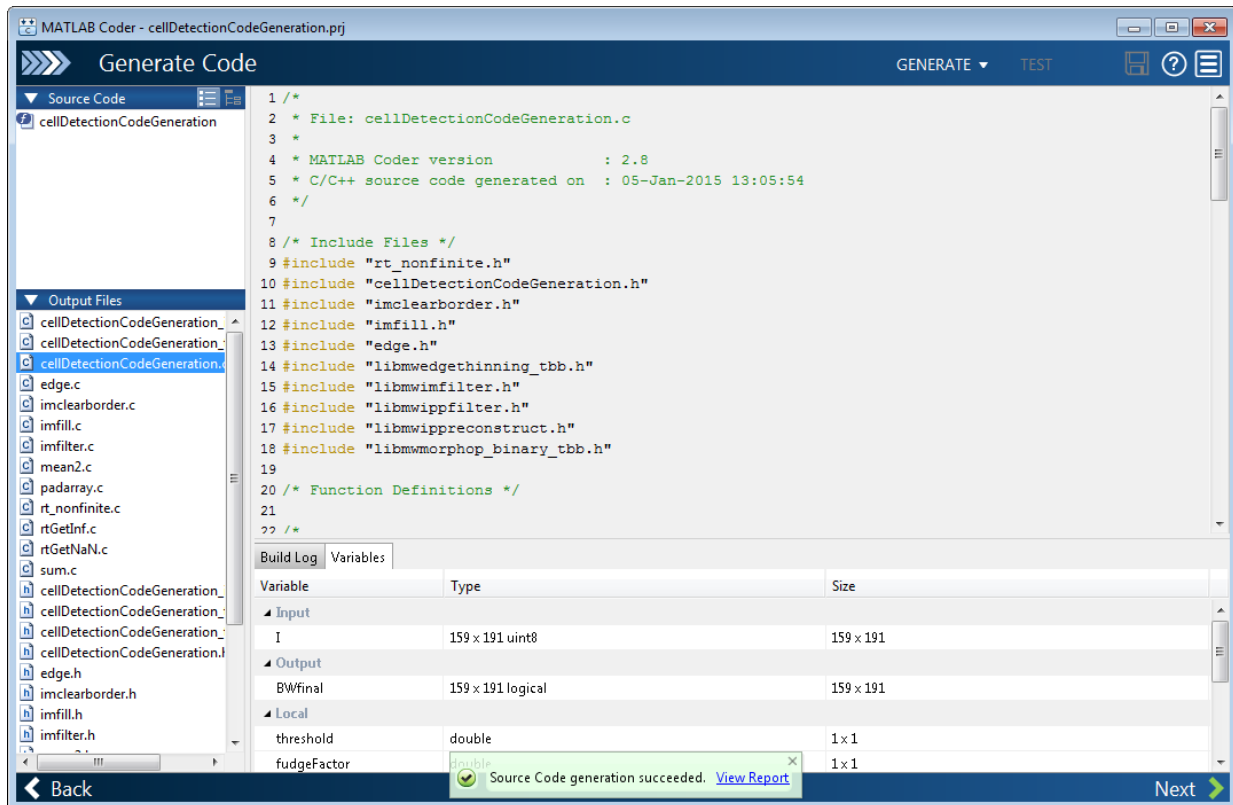 MATLAB Coder - cellDetectionCodeGeneration.prj
Generate Code
GENERATE
TEST
Source Code
cellDetectionCodeGeneration
Output Files
cellDetectionCodeGeneration_
cellDetectionCodeGeneration_
cellDetectionCodeGeneration.c
edge.c
imclearborder.c
imfill.c
imfilter.c
mean2.c
padarray.c
rt_nonfinite.c
rtGetInf.c
rtGetNaN.c
sum.c
cellDetectionCodeGeneration_
cellDetectionCodeGeneration_
cellDetectionCodeGeneration_
cellDetectionCodeGeneration.h
edge.h
imclearborder.h
imfill.h
imfilter.h
1 /*
2 * File: cellDetectionCodeGeneration.c
3 *
4 * MATLAB Coder version : 2.8
5 * C/C++ source code generated on : 05-Jan-2015 13:05:54
6 */
7
8 /* Include Files */
9 #include "rt_nonfinite.h"
10 #include "cellDetectionCodeGeneration.h"
11 #include "imclearborder.h"
12 #include "imfill.h"
13 #include "edge.h"
14 #include "libmwedgethinning_tbb.h"
15 #include "libmwimfilter.h"
16 #include "libmwippfilter.h"
17 #include "libmwippreconstruct.h"
18 #include "libmwmorphop_binary_tbb.h"
19
20 /* Function Definitions */
21
22 /*
Build Log Variables
Variable Type Size
Input
I 159 x 191 uint8 159 x 191
Output
BWfinal 159 x 191 logical 159 x 191
Local
threshold double 1 x 1
fudgeFactor double 1 x 1
Source Code generation succeeded. View Report
Back
Next